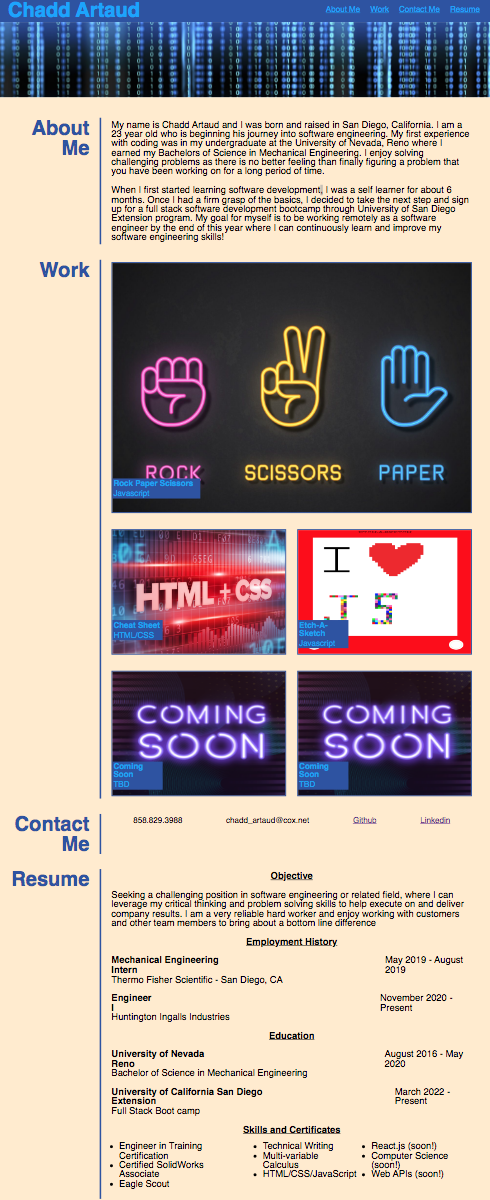 Chadd Artaud
About Me Work Contact Me Resume
About
Me
My name is Chadd Artaud and I was born and raised in San Diego, California. I am a
23 year old who is beginning his journey into software engineering. My first experience
with coding was in my undergraduate at the University of Nevada, Reno where I
earned my Bachelors of Science in Mechanical Engineering. I enjoy solving
challenging problems as there is no better feeling than finally figuring a problem that
you have been working on for a long period of time.
When I first started learning software development, I was a self learner for about 6
months. Once I had a firm grasp of the basics, I decided to take the next step and sign
up for a full stack software development bootcamp through University of San Diego
Extension program. My goal for myself is to be working remotely as a software
engineer by the end of this year where I can continuously learn and improve my
software engineering skills!
Work
ROCK SCISSORS PAPER
Rock Paper Scissors
Javascript
HTML + CSS
Cheat Sheet
HTML/CSS
I
JS
Etch-A-
Sketch
Javascript
COMING
SOON
Coming
Soon
TBD
COMING
SOON
Coming
Soon
TBD
Contact
Me
858.829.3988 chadd_artaud@cox.net Github Linkedin
Resume
Objective
Seeking a challenging position in software engineering or related field, where I can
leverage my critical thinking and problem solving skills to help execute on and deliver
company results. I am a very reliable hard worker and enjoy working with customers
and other team members to bring about a bottom line difference
Employment History
Mechanical Engineering
Intern
May 2019 - August
2019
Thermo Fisher Scientific - San Diego, CA
Engineer
I
November 2020 -
Present
Huntington Ingalls Industries
Education
University of Nevada
Reno
August 2016 - May
2020
Bachelor of Science in Mechanical Engineering
University of California San Diego
Extension
March 2022 -
Present
Full Stack Boot camp
Skills and Certificates
• Engineer in Training
Certification
• Certified SolidWorks
Associate
• Eagle Scout
• Technical Writing
• Multi-variable
Calculus
• HTML/CSS/JavaScript
• React.js (soon!)
• Computer Science
(soon!)
• Web APIs (soon!)